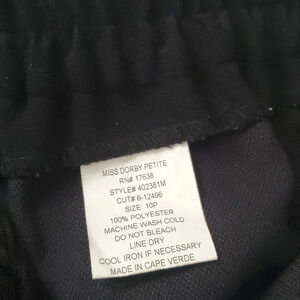 MISS DORBY PETITE
RN# 17638
STYLE# 402381M
CUT# 6-12496
SIZE: 10P
100% POLYESTER
MACHINE WASH COLD
DO NOT BLEACH
LINE DRY
COOL IRON IF NECESSARY
MADE IN CAPE VERDE